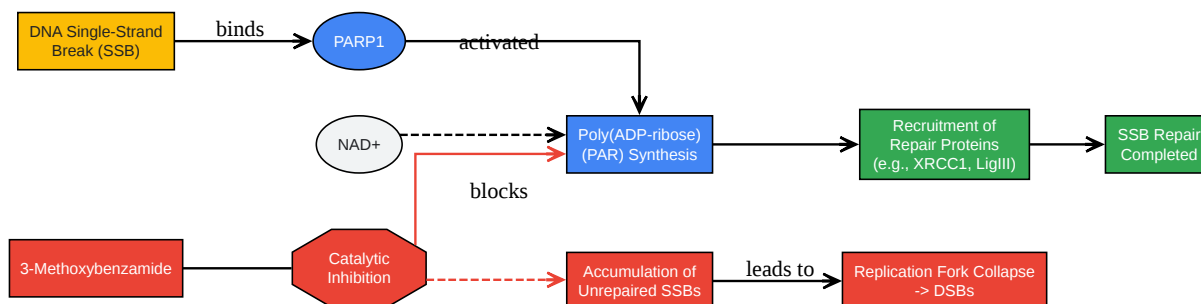 DNA Single-Strand
Break (SSB)
binds
PARP1
activated
NAD+
Poly(ADP-ribose)
(PAR) Synthesis
Recruitment of
Repair Proteins
(e.g., XRCC1, LigIII)
SSB Repair
Completed
blocks
3-Methoxybenzamide
Catalytic
Inhibition
Accumulation of
Unrepaired SSBs
leads to
Replication Fork Collapse
-> DSBs